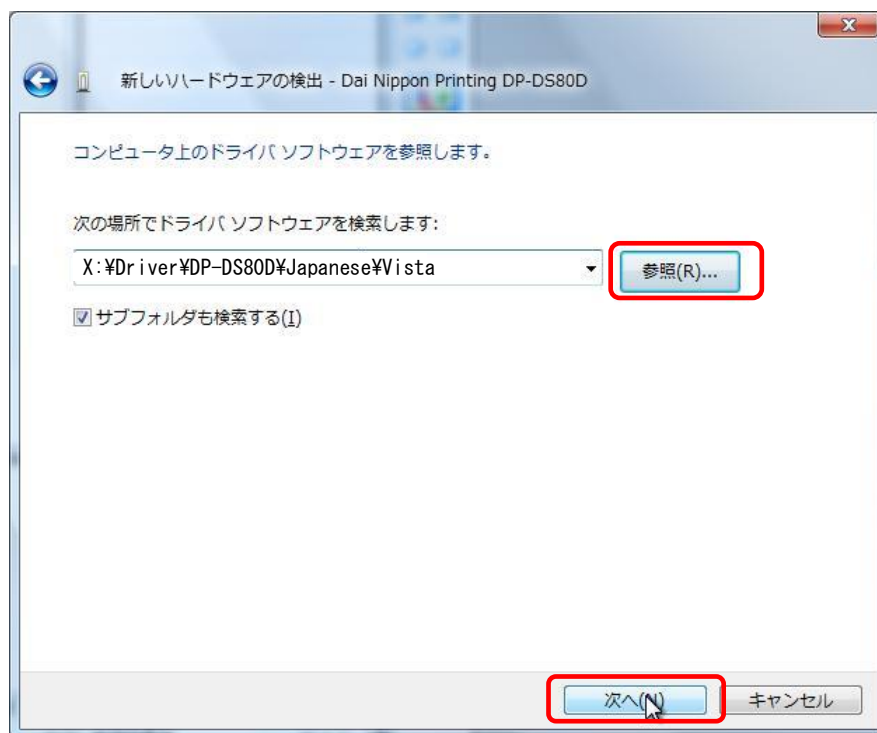 新しいハードウェアの検出 - Dai Nippon Printing DP-DS80D
コンピュータ上のドライバ ソフトウェアを参照します。
次の場所でドライバ ソフトウェアを検索します:
X:¥Driver¥DP-DS80D¥Japanese¥Vista
参照(R)...
サブフォルダも検索する(I)
次へ(N)
キャンセル